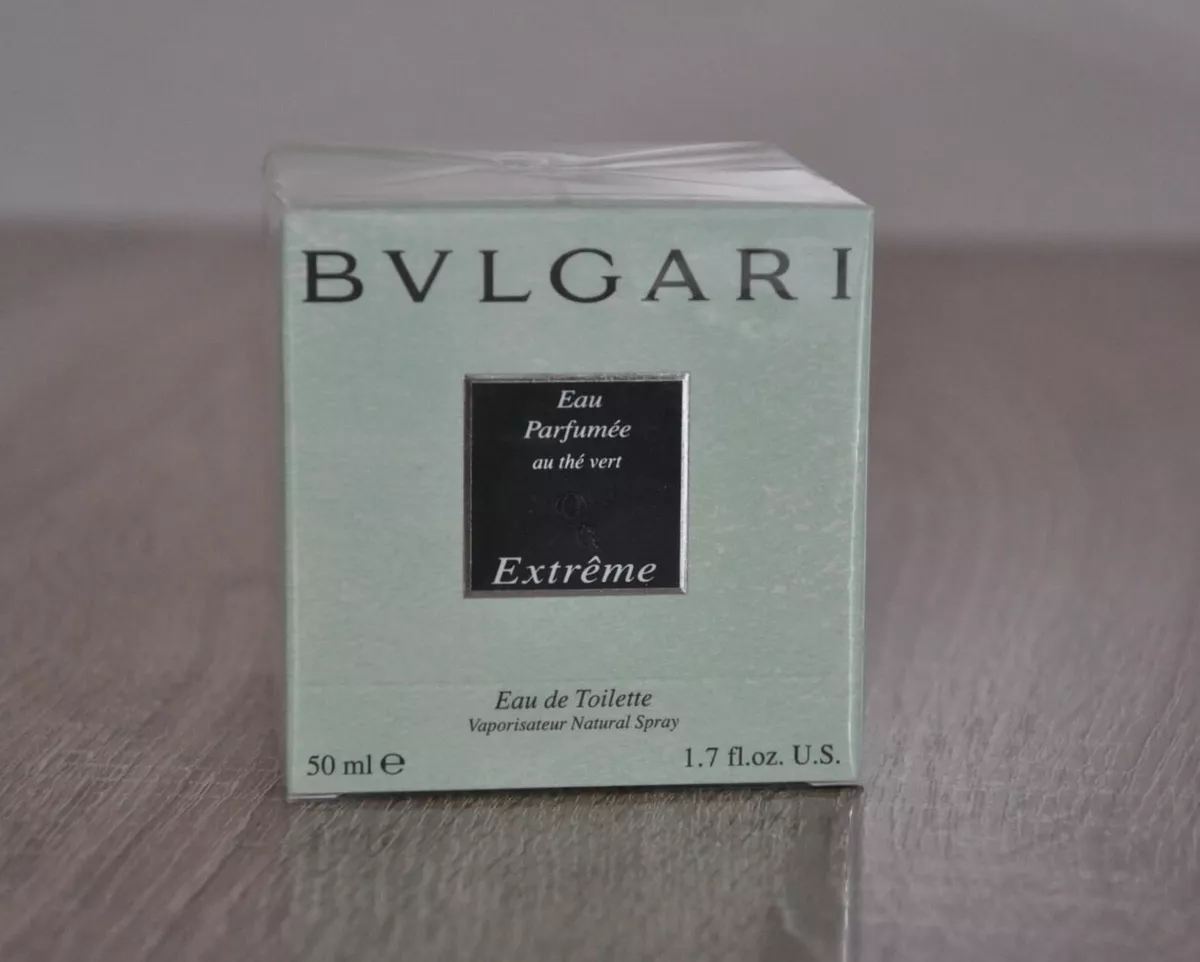 BVLGARI
Eau
Parfumée
au thé vert
Extrême
Eau de Toilette
Vaporisateur Natural Spray
50 ml ℮
1.7 fl.oz. U.S.